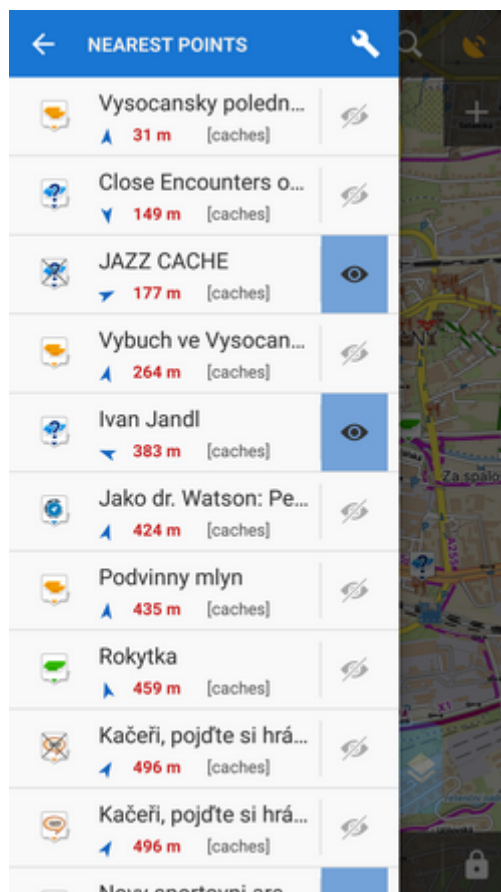 NEAREST POINTS
Vysocansky poledn...
31 m [caches]
Close Encounters o...
149 m [caches]
JAZZ CACHE
177 m [caches]
Vybuch ve Vysocan...
264 m [caches]
Ivan Jandl
383 m [caches]
Jako dr. Watson: Pe...
424 m [caches]
Podvinny mlyn
435 m [caches]
Rokytka
459 m [caches]
Kačeři, pojďte si hrá...
496 m [caches]
Kačeři, pojďte si hrá...
496 m [caches]
Za spalo
X1